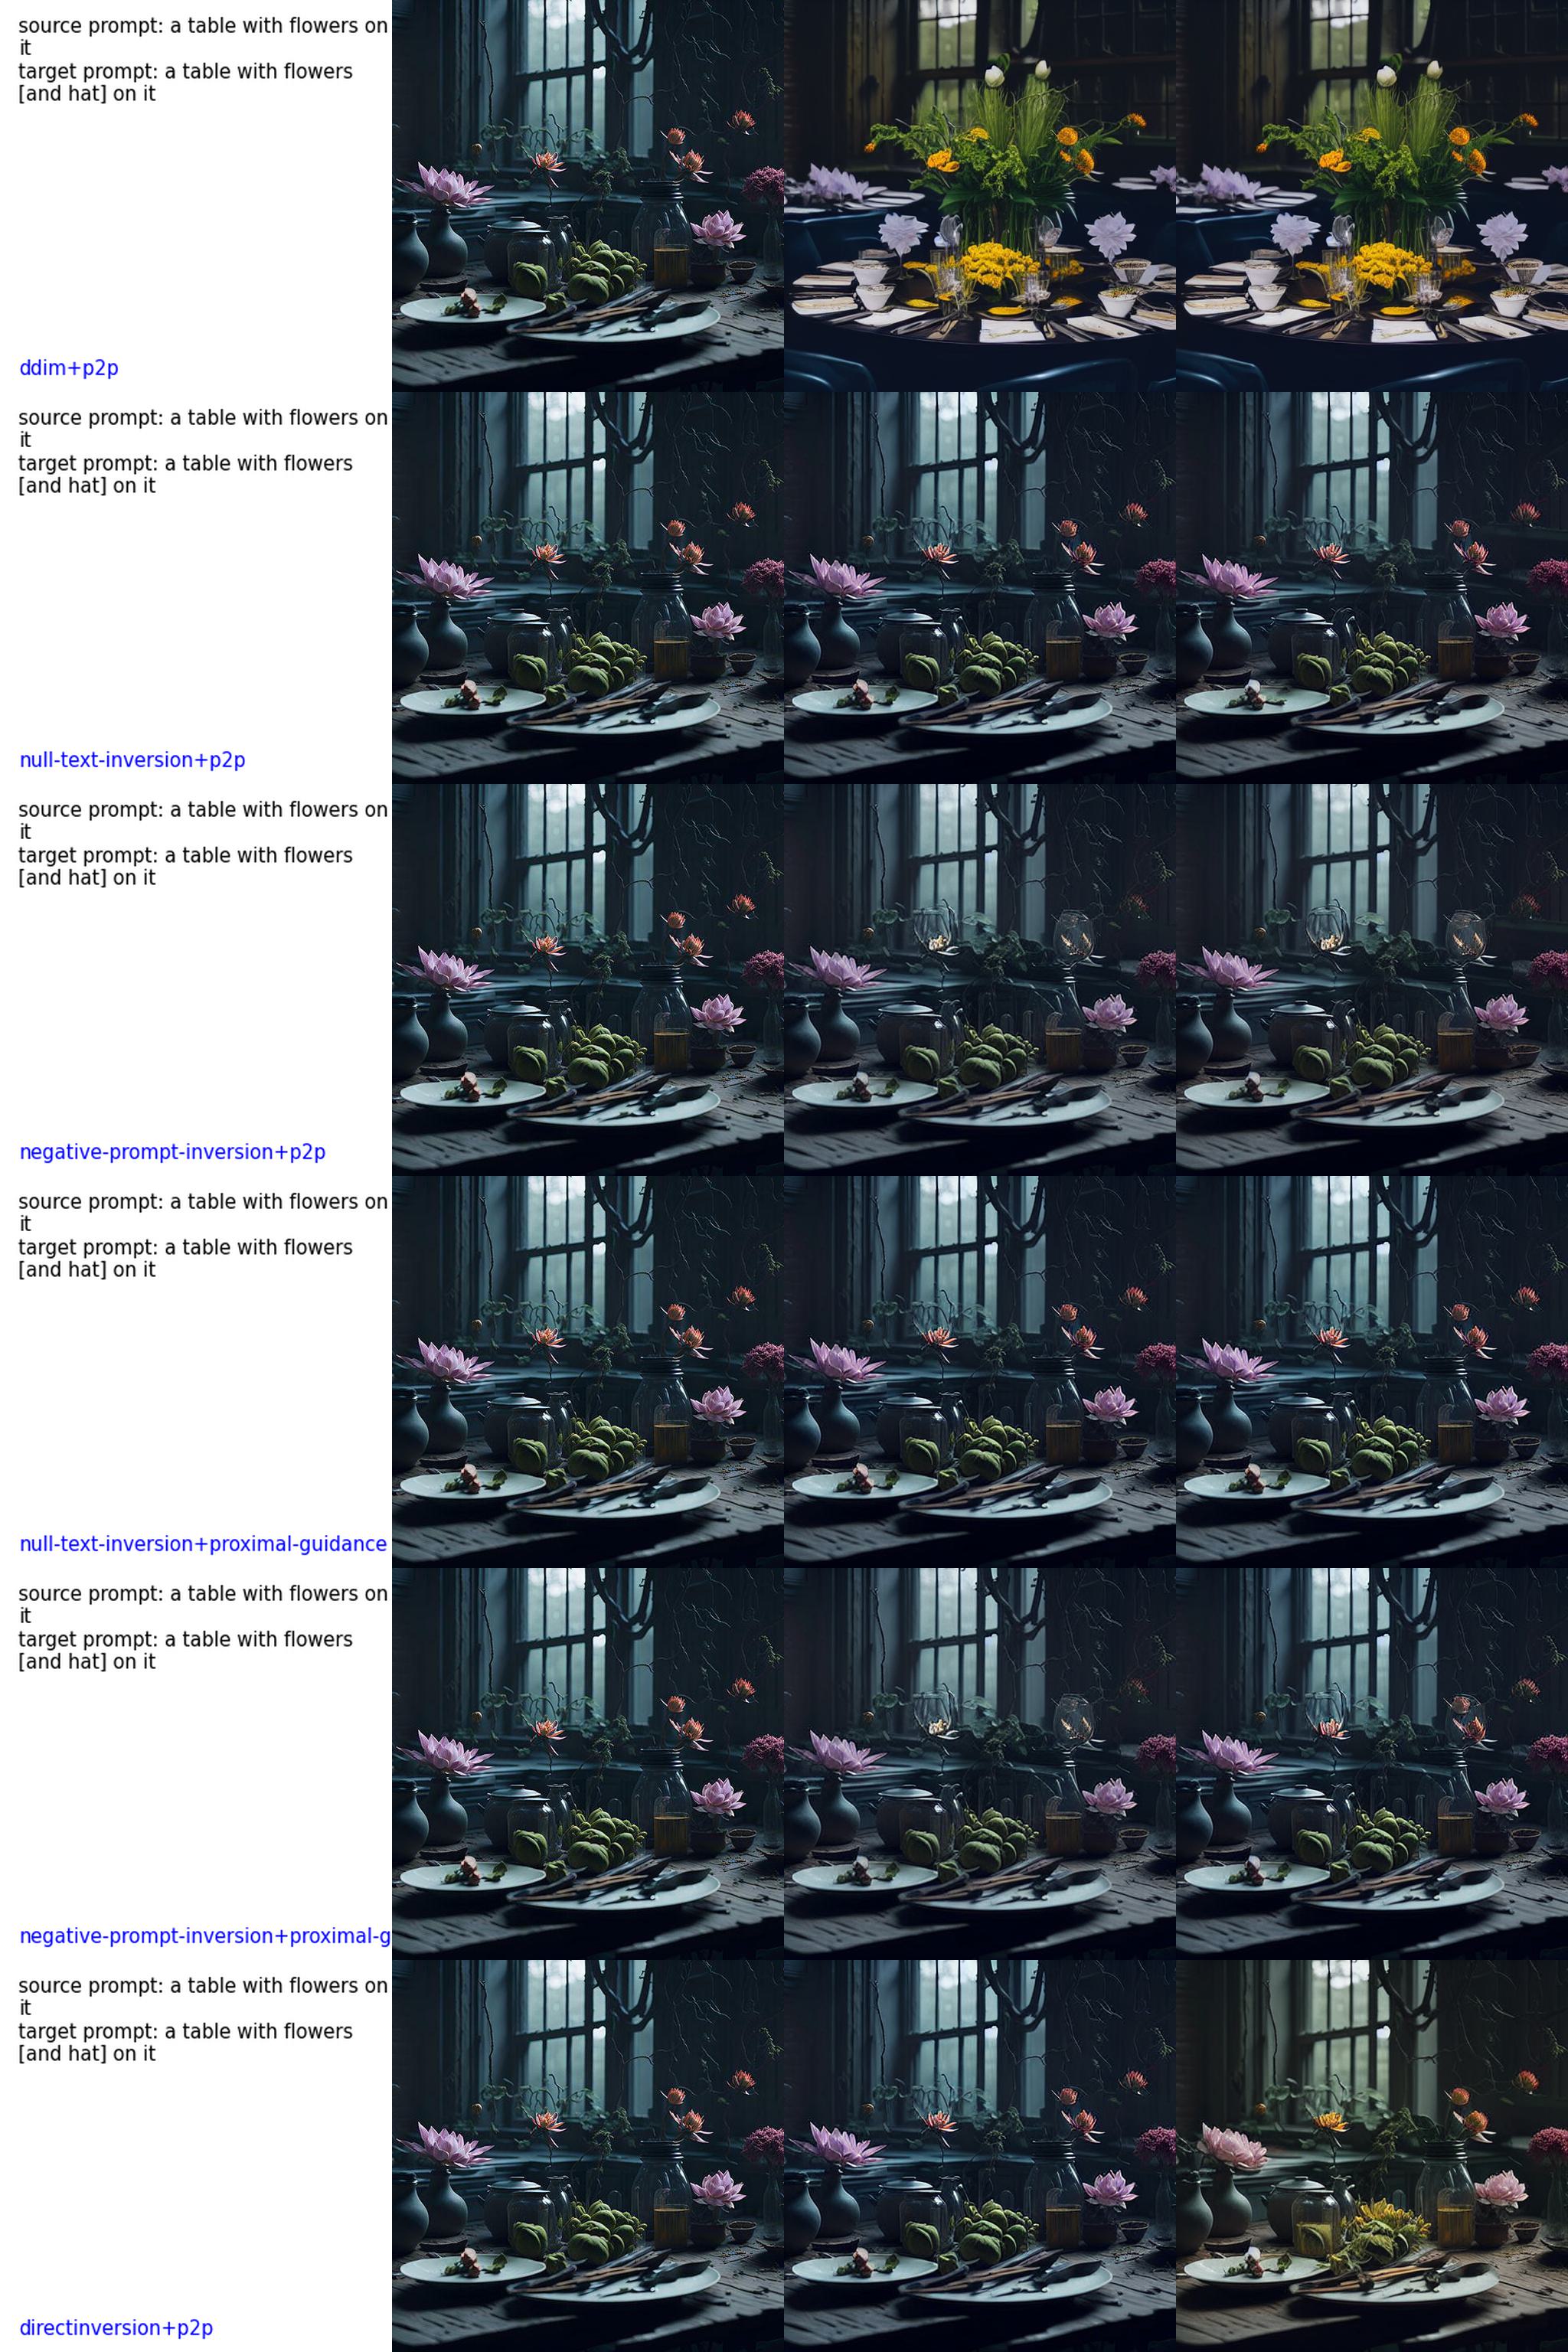 source prompt: a table with flowers on
it
target prompt: a table with flowers
[and hat] on it
ddim+p2p
source prompt: a table with flowers on
it
target prompt: a table with flowers
[and hat] on it
null-text-inversion+p2p
source prompt: a table with flowers on
it
target prompt: a table with flowers
[and hat] on it
negative-prompt-inversion+p2p
source prompt: a table with flowers on
it
target prompt: a table with flowers
[and hat] on it
null-text-inversion+proximal-guidance
source prompt: a table with flowers on
it
target prompt: a table with flowers
[and hat] on it
negative-prompt-inversion+proximal-g
source prompt: a table with flowers on
it
target prompt: a table with flowers
[and hat] on it
directinversion+p2p